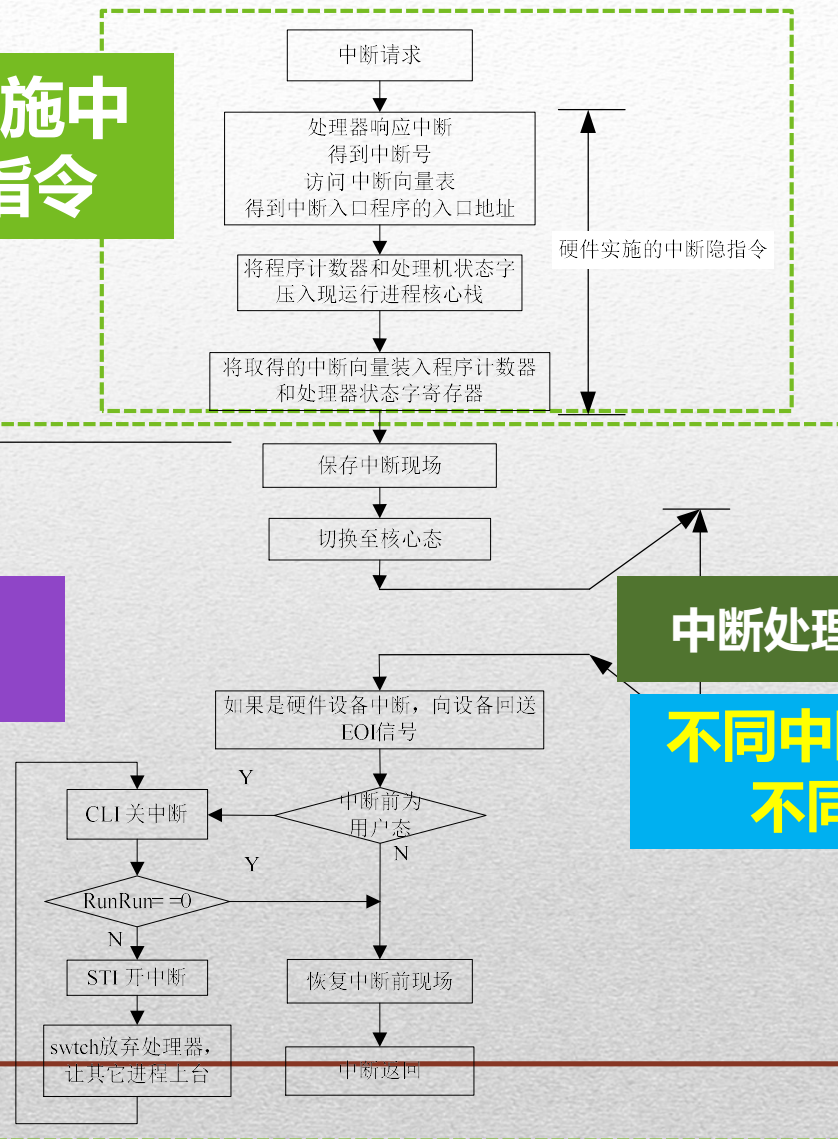 中断请求
施中
指令
处理器响应中断
得到中断号
访问中断向量表
得到中断入口程序的入口地址
硬件实施的中断隐指令
将程序计数器和处理机状态字
压入现运行进程核心栈
将取得的中断向量装入程序计数器
和处理器状态字寄存器
保存中断现场
切换至核心态
中断处理
不同中
不同
如果是硬件设备中断，向设备回送
EOI信号
Y
CLI 关中断
中断前为
用户态
N
Y
RunRun= =0
N
STI 开中断
恢复中断前现场
swtch放弃处理器，
让其它进程上台
中断返回